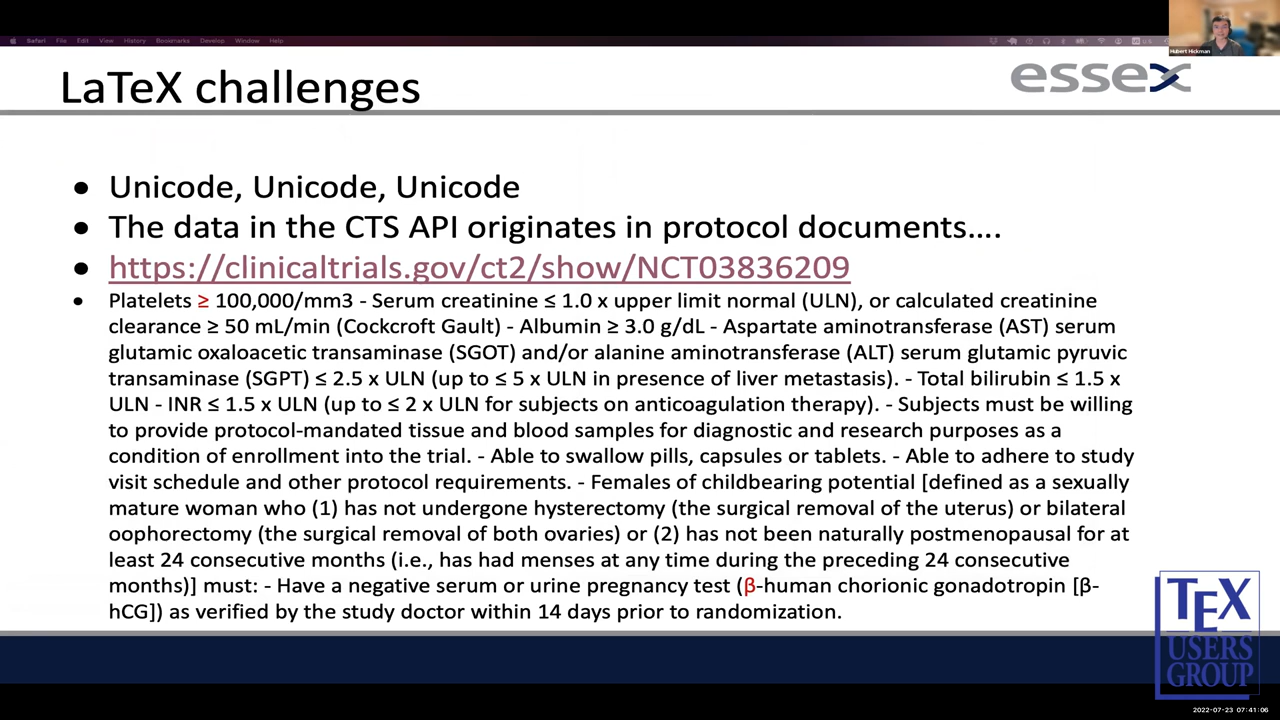 Safari File Edit View History Bookmarks Develop Window Help
Hubert Hickman
LaTeX challenges
essex
● Unicode, Unicode, Unicode
● The data in the CTS API originates in protocol documents....
● https://clinicaltrials.gov/ct2/show/NCT03836209
● Platelets ≥ 100,000/mm3 - Serum creatinine ≤ 1.0 x upper limit normal (ULN), or calculated creatinine
clearance ≥ 50 mL/min (Cockcroft Gault) - Albumin ≥ 3.0 g/dL - Aspartate aminotransferase (AST) serum
glutamic oxaloacetic transaminase (SGOT) and/or alanine aminotransferase (ALT) serum glutamic pyruvic
transaminase (SGPT) ≤ 2.5 x ULN (up to ≤ 5 x ULN in presence of liver metastasis). - Total bilirubin ≤ 1.5 x
ULN - INR ≤ 1.5 x ULN (up to ≤ 2 x ULN for subjects on anticoagulation therapy). - Subjects must be willing
to provide protocol-mandated tissue and blood samples for diagnostic and research purposes as a
condition of enrollment into the trial. - Able to swallow pills, capsules or tablets. - Able to adhere to study
visit schedule and other protocol requirements. - Females of childbearing potential [defined as a sexually
mature woman who (1) has not undergone hysterectomy (the surgical removal of the uterus) or bilateral
oophorectomy (the surgical removal of both ovaries) or (2) has not been naturally postmenopausal for at
least 24 consecutive months (i.e., has had menses at any time during the preceding 24 consecutive
months)] must: - Have a negative serum or urine pregnancy test (β-human chorionic gonadotropin [β-
hCG]) as verified by the study doctor within 14 days prior to randomization.
TEX
USERS
GROUP
2022-07-23 07:41:06